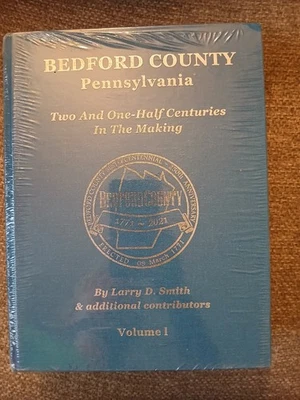 BEDFORD COUNTY
Pennsylvania
Two And One-Half Centuries
In The Making
BEDFORD COUNTY
1771 - 2021
ERECTED ON March 1771
By Larry D. Smith
& additional contributors
Volume 1